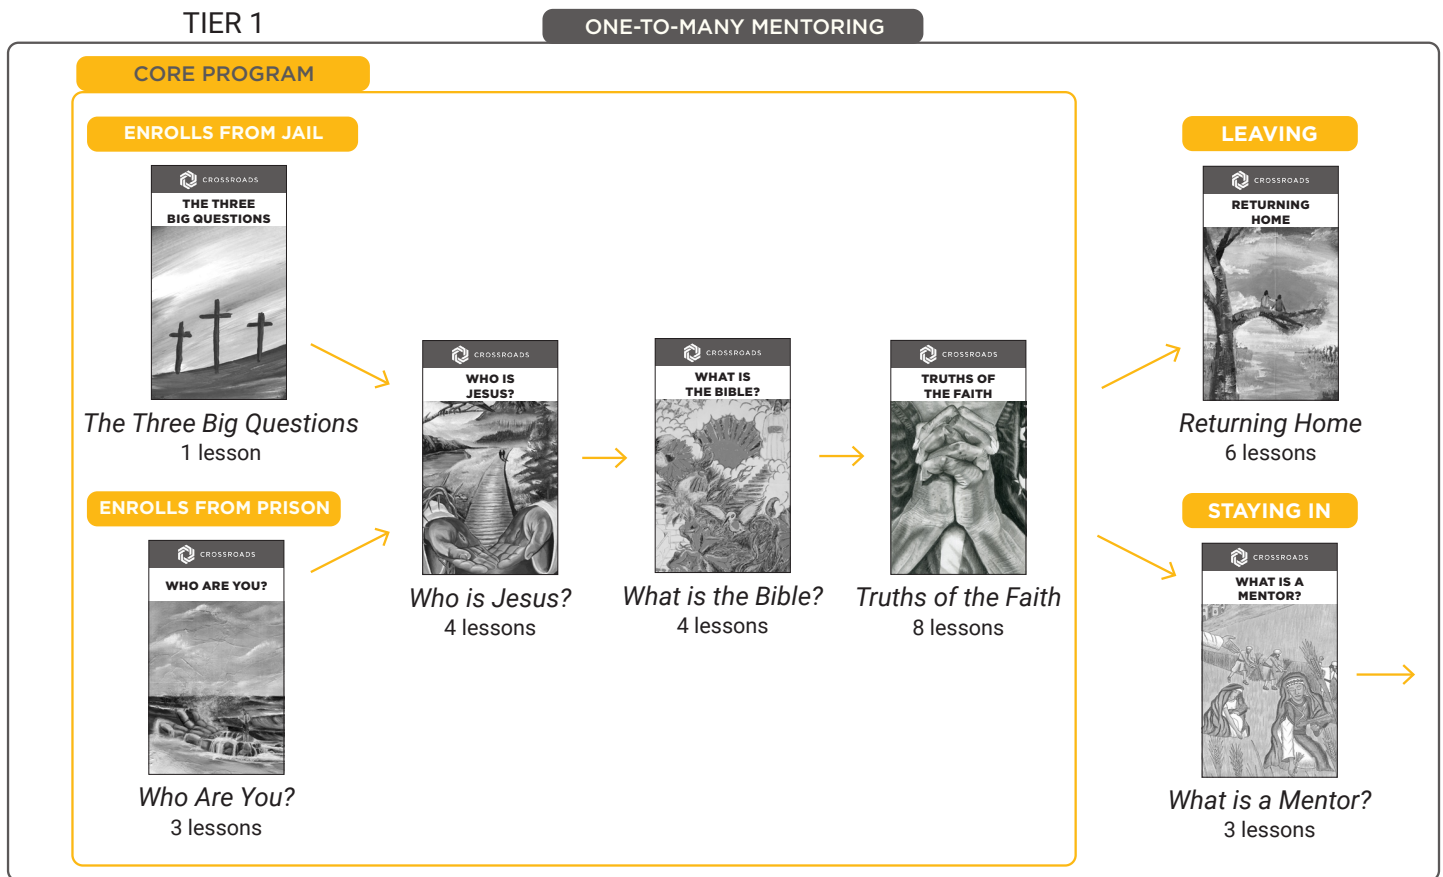 TIER 1
ONE-TO-MANY MENTORING
CORE PROGRAM
ENROLLS FROM JAIL
CROSSROADS
THE THREE
BIG QUESTIONS
The Three Big Questions
1 lesson
ENROLLS FROM PRISON
CROSSROADS
WHO ARE YOU?
Who Are You?
3 lessons
CROSSROADS
WHO IS
JESUS?
Who is Jesus?
4 lessons
CROSSROADS
WHAT IS
THE BIBLE?
What is the Bible?
4 lessons
CROSSROADS
TRUTHS OF
THE FAITH
Truths of the Faith
8 lessons
LEAVING
CROSSROADS
RETURNING
HOME
Returning Home
6 lessons
STAYING IN
CROSSROADS
WHAT IS A
MENTOR?
What is a Mentor?
3 lessons